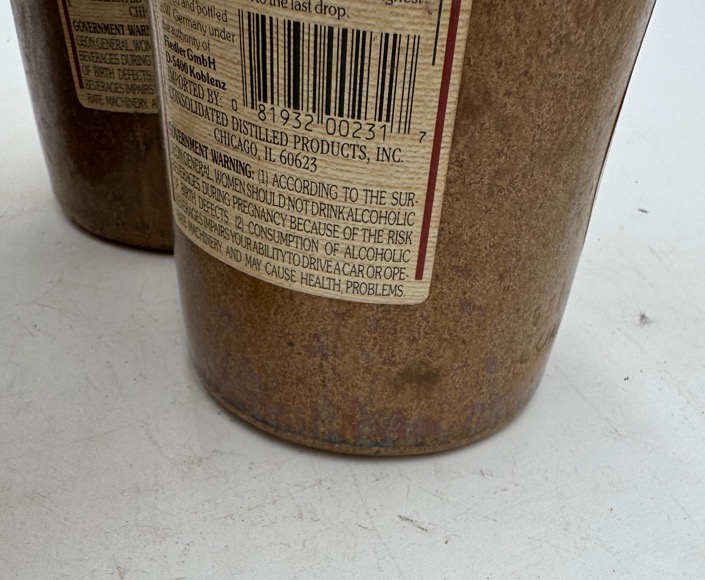 to the last drop.
and bottled
Germany under
authority of
Fiedler GmbH
D-5400 Koblenz
IMPORTED BY:
0 81932 00231 7
CONSOLIDATED DISTILLED PRODUCTS, INC.
CHICAGO, IL 60623
GOVERNMENT WARNING: (1) ACCORDING TO THE SUR-
GEON GENERAL, WOMEN SHOULD NOT DRINK ALCOHOLIC
BEVERAGES DURING PREGNANCY BECAUSE OF THE RISK
OF BIRTH DEFECTS. (2) CONSUMPTION OF ALCOHOLIC
BEVERAGES IMPAIRS YOUR ABILITY TO DRIVE A CAR OR OPE-
RATE MACHINERY, AND MAY CAUSE HEALTH PROBLEMS.
CHI
GOVERNMENT WAR
GEON GENERAL, WOM
BEVERAGES DURING
OF BIRTH DEFECTS.
BEVERAGES IMPAIRS
RATE MACHINERY, A